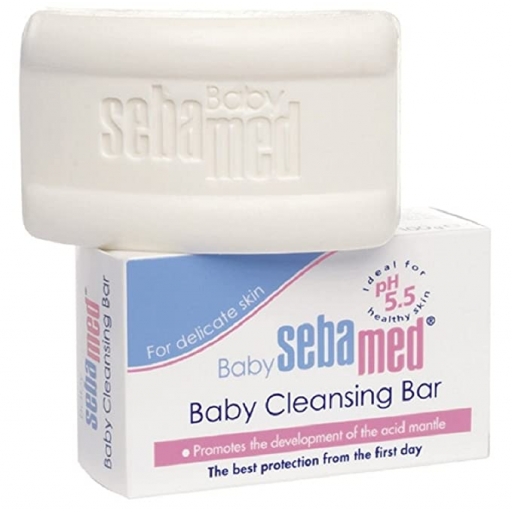 Baby
sebamed
For delicate skin
Ideal for
pH
5.5
healthy skin
Baby sebamed®
Baby Cleansing Bar
• Promotes the development of the acid mantle
The best protection from the first day
Baby
sebamed®
Baby Cleansing Bar